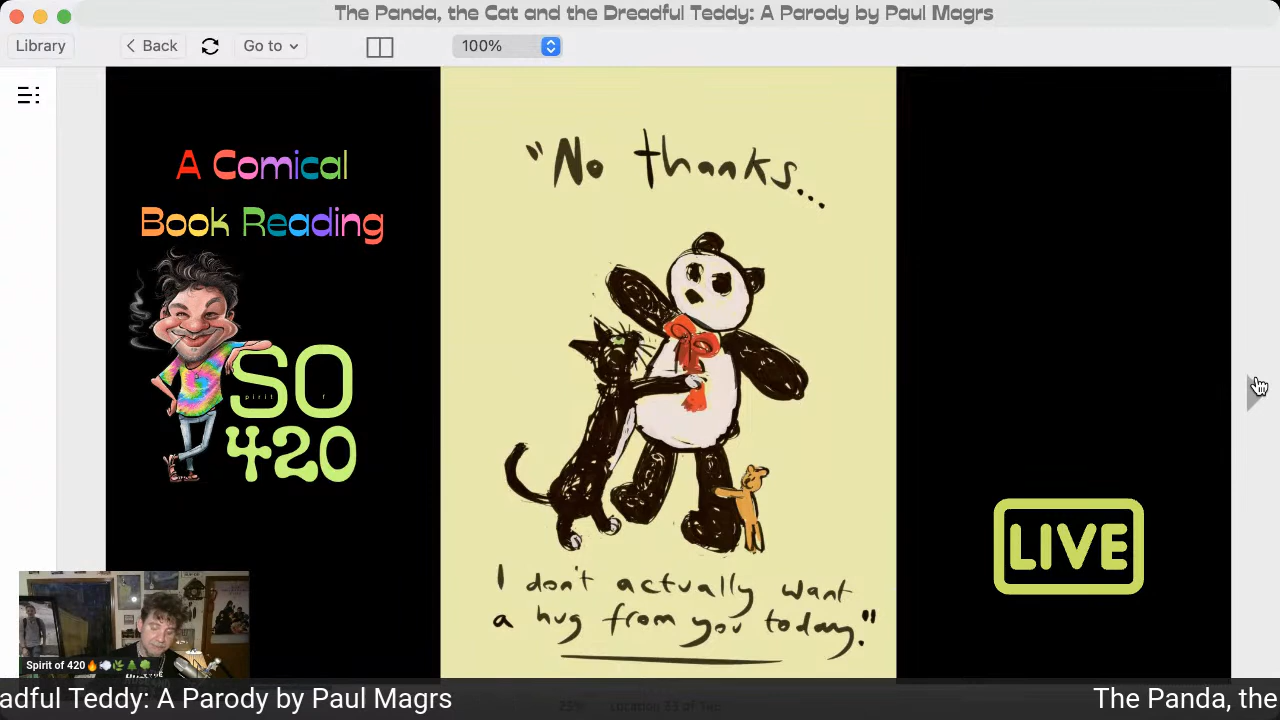 The Panda, the Cat and the Dreadful Teddy: A Parody by Paul Magrs
Library
Back
Go to
100%
A Comical
Book Reading
SO
pirit f
420
"No thanks...
I don't actually want
a hug from you today."
LIVE
Spirit of 420🔥💨🌿🌲🌳
adful Teddy: A Parody by Paul Magrs The Panda, the